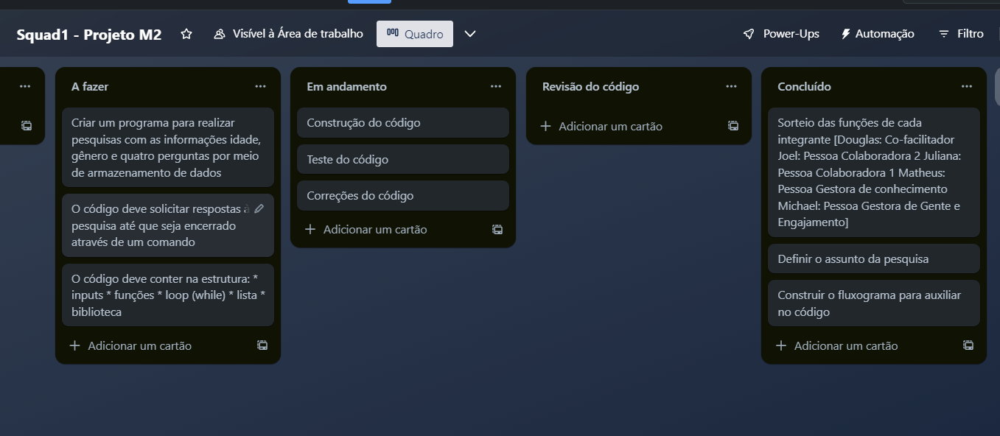 Squad1 - Projeto M2
Visível à Área de trabalho
Quadro
Power-Ups
Automação
Filtro
A fazer
Criar um programa para realizar
pesquisas com as informações idade,
gênero e quatro perguntas por meio
de armazenamento de dados
O código deve solicitar respostas à
pesquisa até que seja encerrado
através de um comando
O código deve conter na estrutura: *
inputs * funções * loop (while) * lista *
biblioteca
Adicionar um cartão
Em andamento
Construção do código
Teste do código
Correções do código
Adicionar um cartão
Revisão do código
Adicionar um cartão
Concluído
Sorteio das funções de cada
integrante [Douglas: Co-facilitador
Joel: Pessoa Colaboradora 2 Juliana:
Pessoa Colaboradora 1 Matheus:
Pessoa Gestora de conhecimento
Michael: Pessoa Gestora de Gente e
Engajamento]
Definir o assunto da pesquisa
Construir o fluxograma para auxiliar
no código
Adicionar um cartão